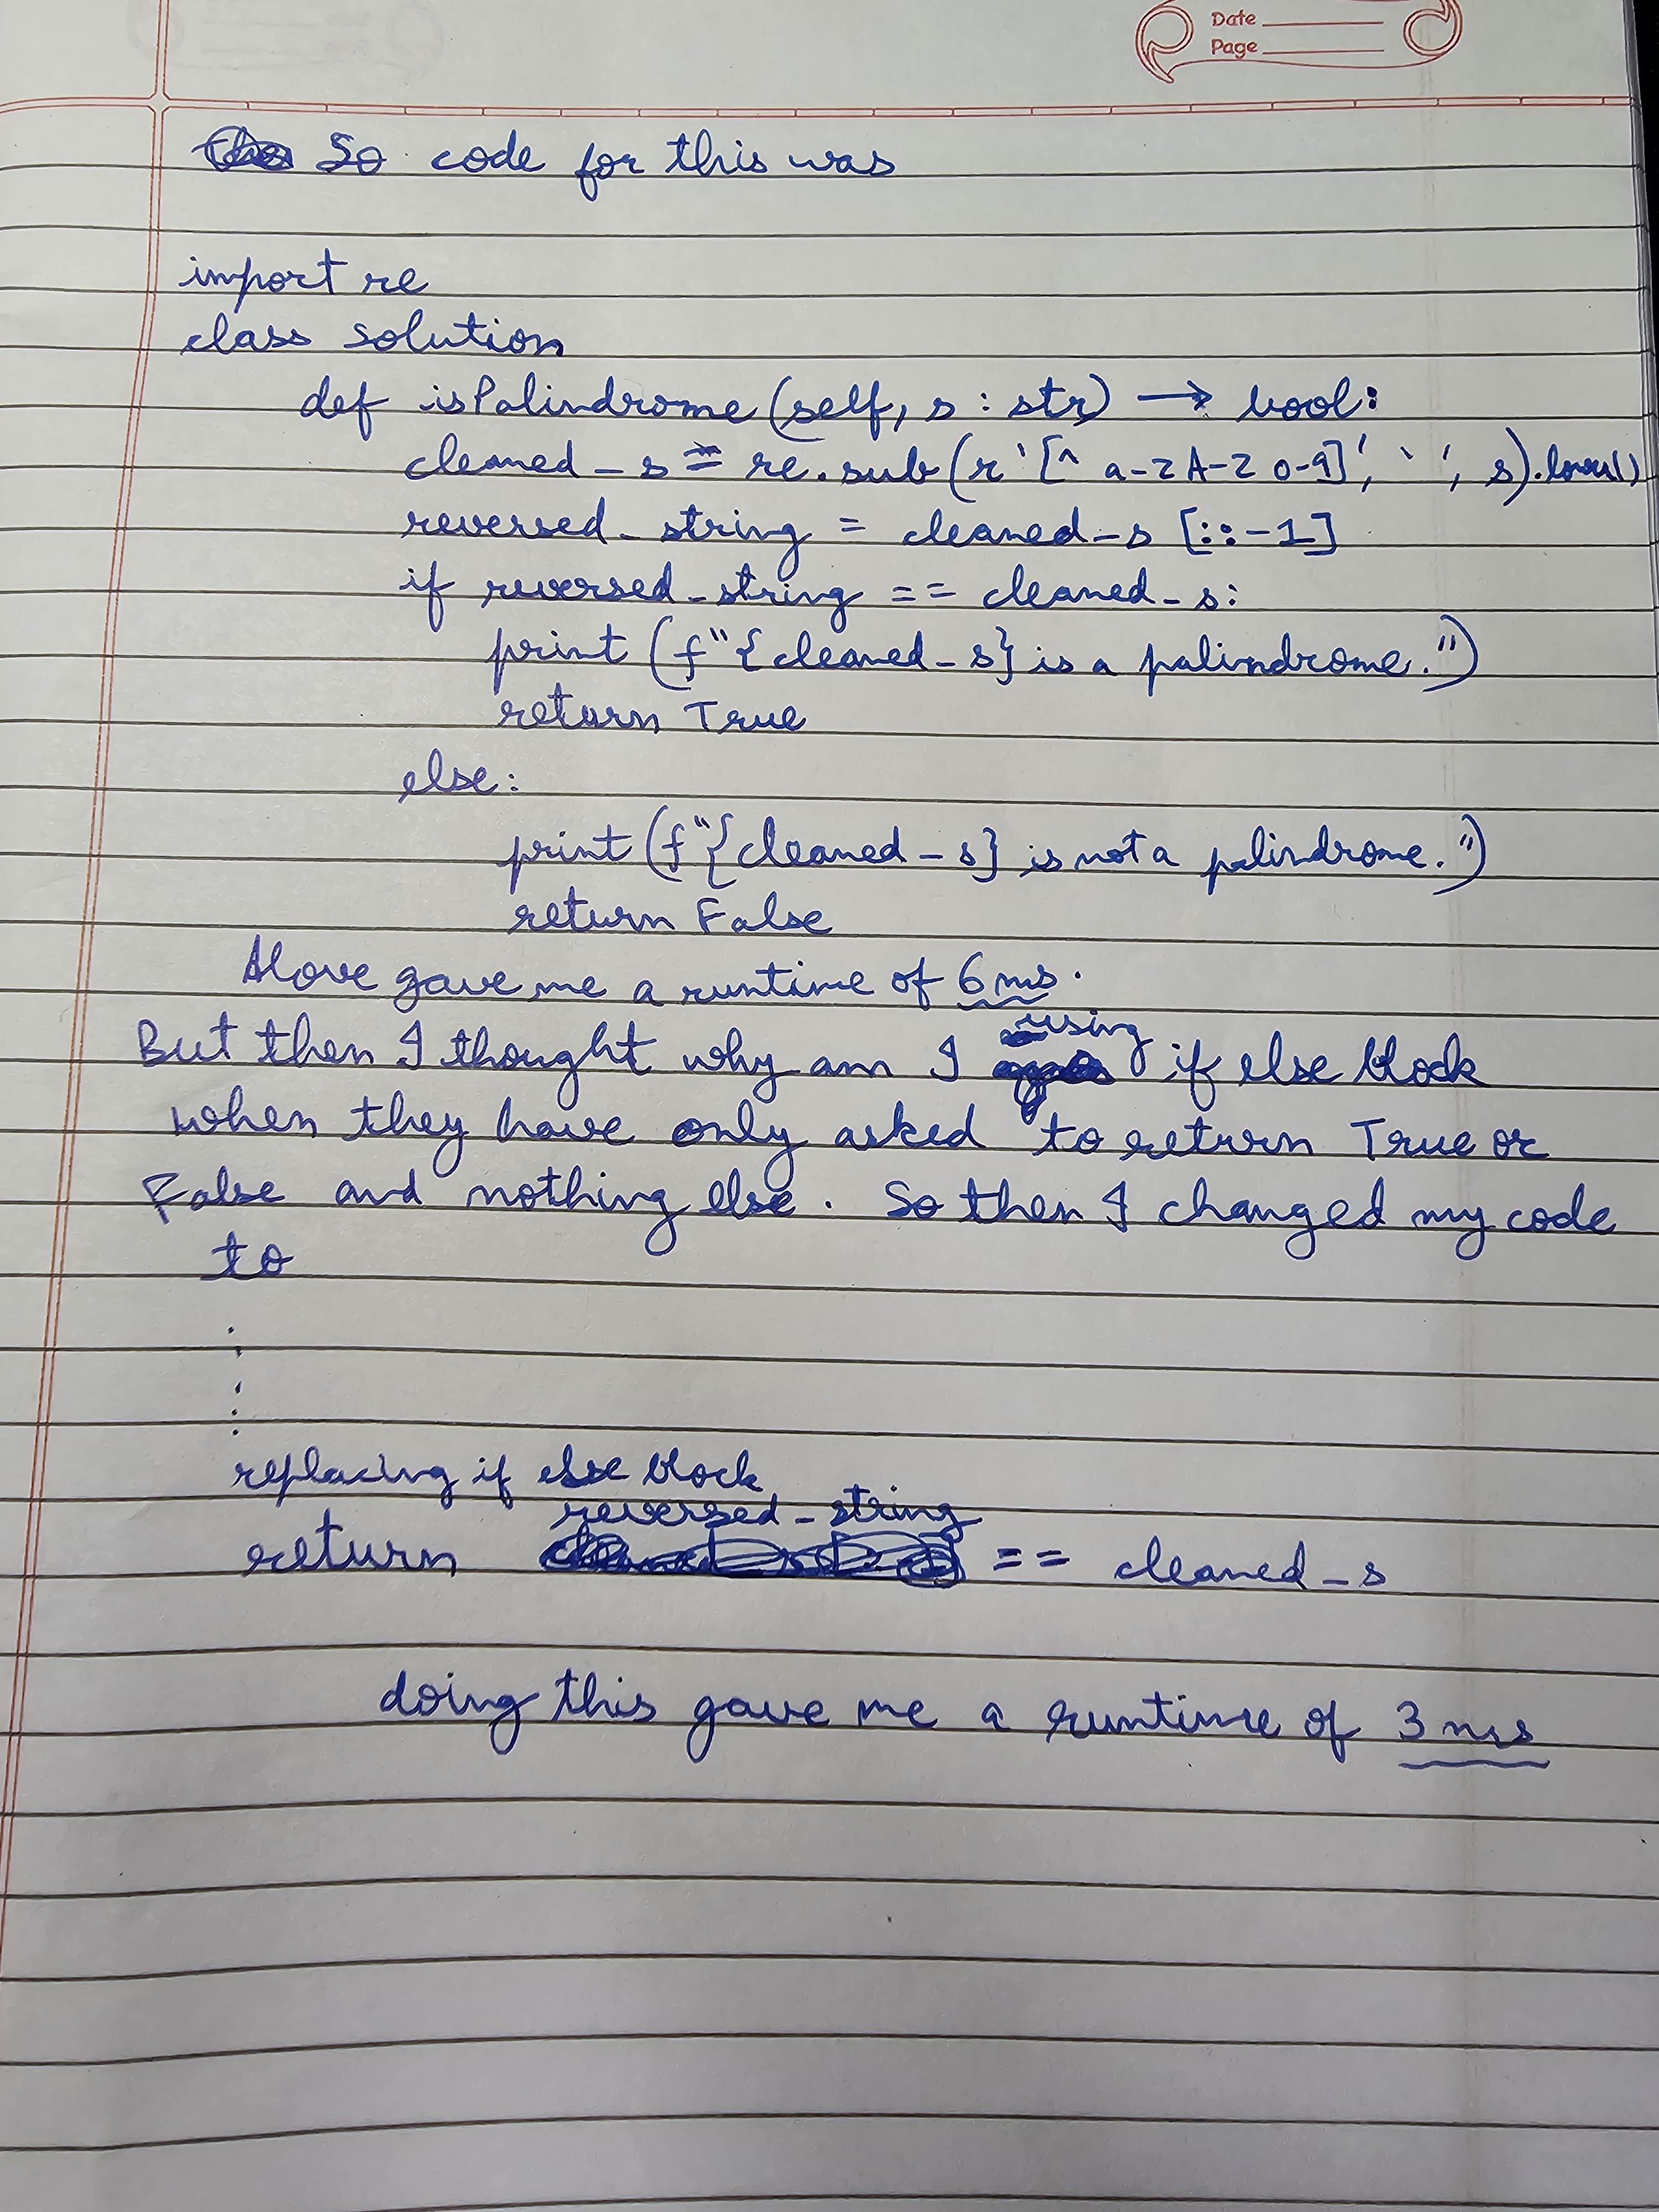 Date
Page
So code for this was
import re
class solution
def isPalindrome (self, s : str) → bool:
cleaned_s = re.sub(r'[^ a-z A-Z 0-9]', ' ', s).lower()
reversed_string = cleaned_s [::-1]
if reversed_string == cleaned_s:
print (f"{cleaned_s} is a palindrome.")
return True
else:
print (f"{cleaned_s} is not a palindrome.")
return False
Above gave me a runtime of 6 ms.
But then I thought why am I using if else block
when they have only asked to return True or
False and nothing else. So then I changed my code
to
replacing if else block
return reversed_string == cleaned_s
doing this gave me a runtime of 3 ms